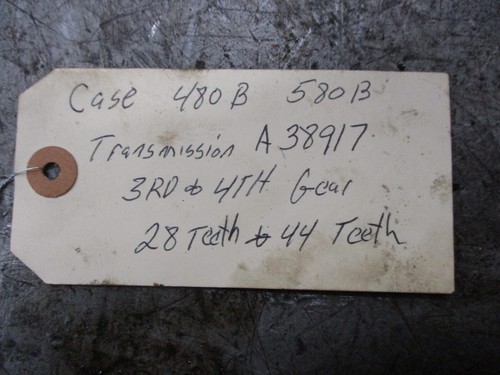 Case 480B 580B
Transmission A38917
3RD & 4TH Gear
28 Teeth & 44 Teeth